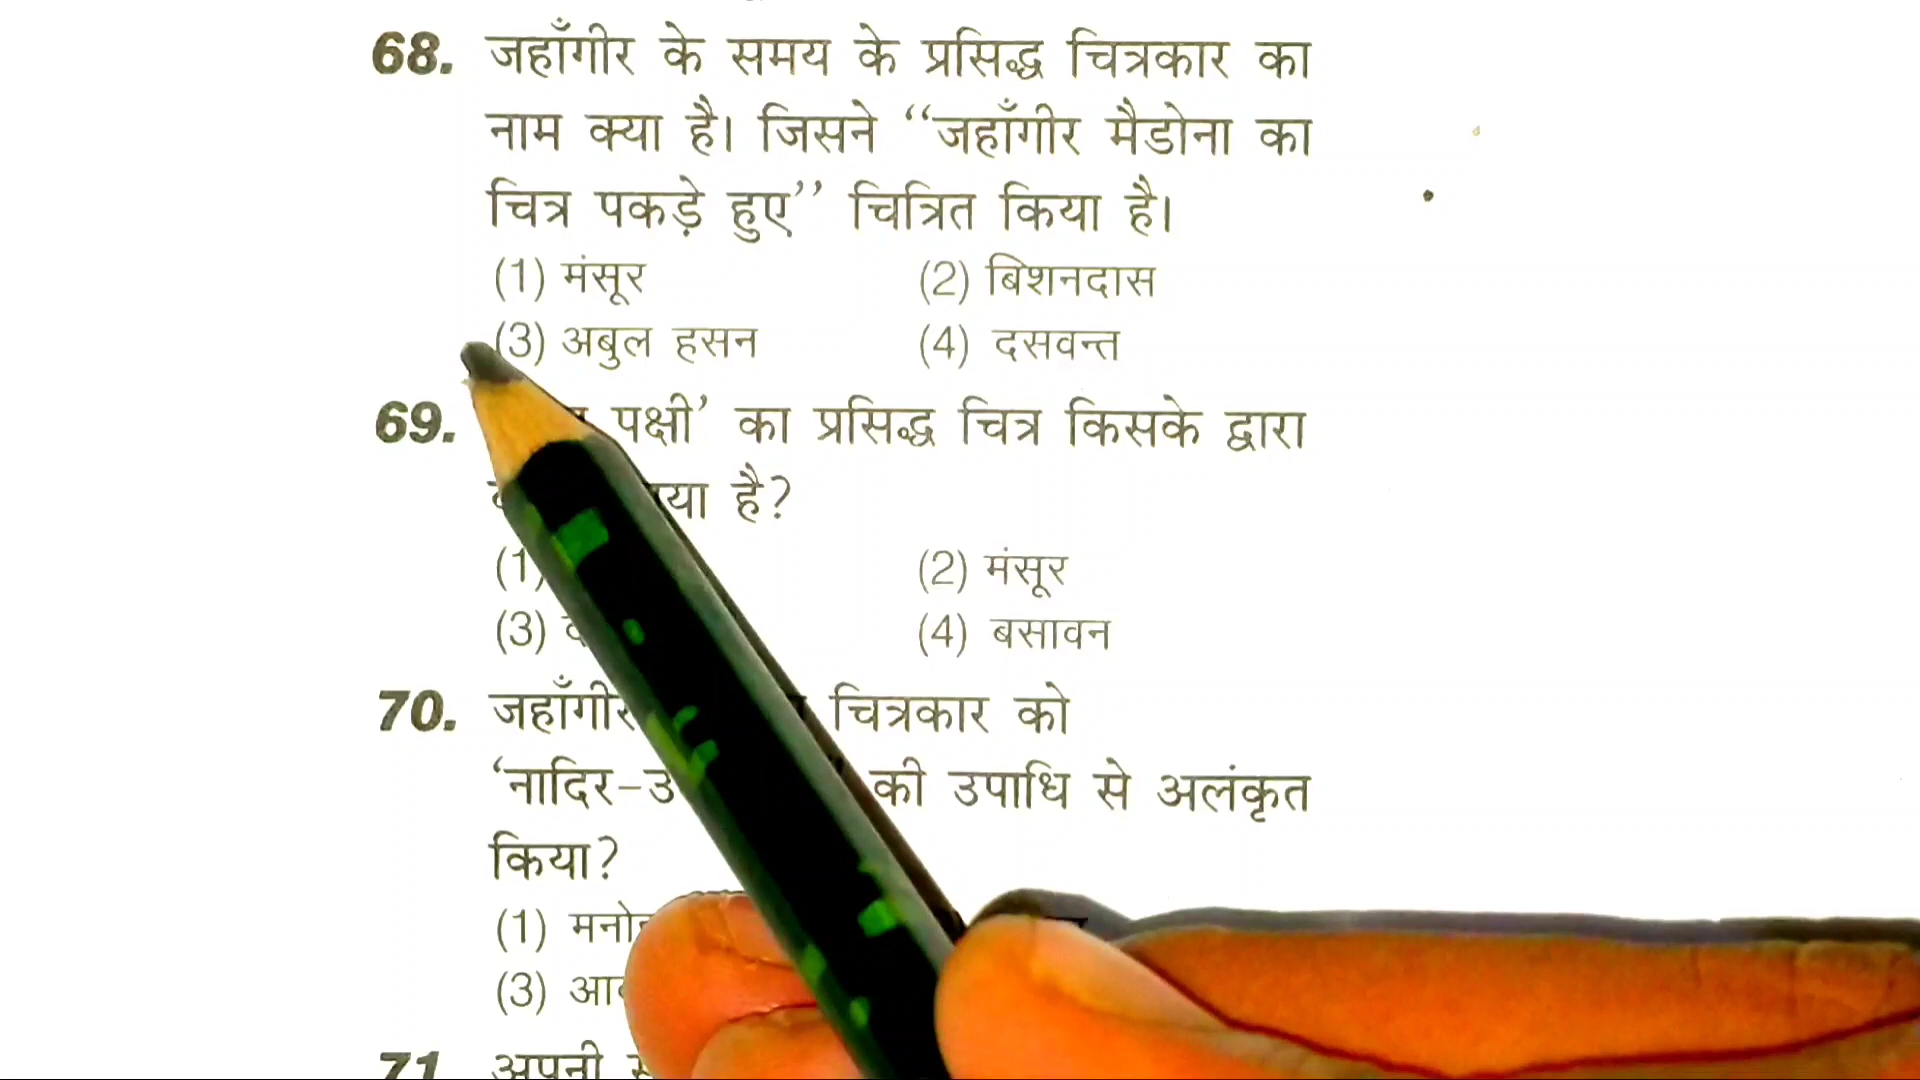 68. जहाँगीर के समय के प्रसिद्ध चित्रकार का
नाम क्या है। जिसने “जहाँगीर मैडोना का
चित्र पकड़े हुए” चित्रित किया है।
(1) मंसूर (2) बिशनदास
(3) अबुल हसन (4) दसवन्त
69. पक्षी’ का प्रसिद्ध चित्र किसके द्वारा
है?
(1) (2) मंसूर
(3) (4) बसावन
70. जहाँगीर चित्रकार को
‘नादिर-उ की उपाधि से अलंकृत
किया?
(1)
(3)
71 अपनी